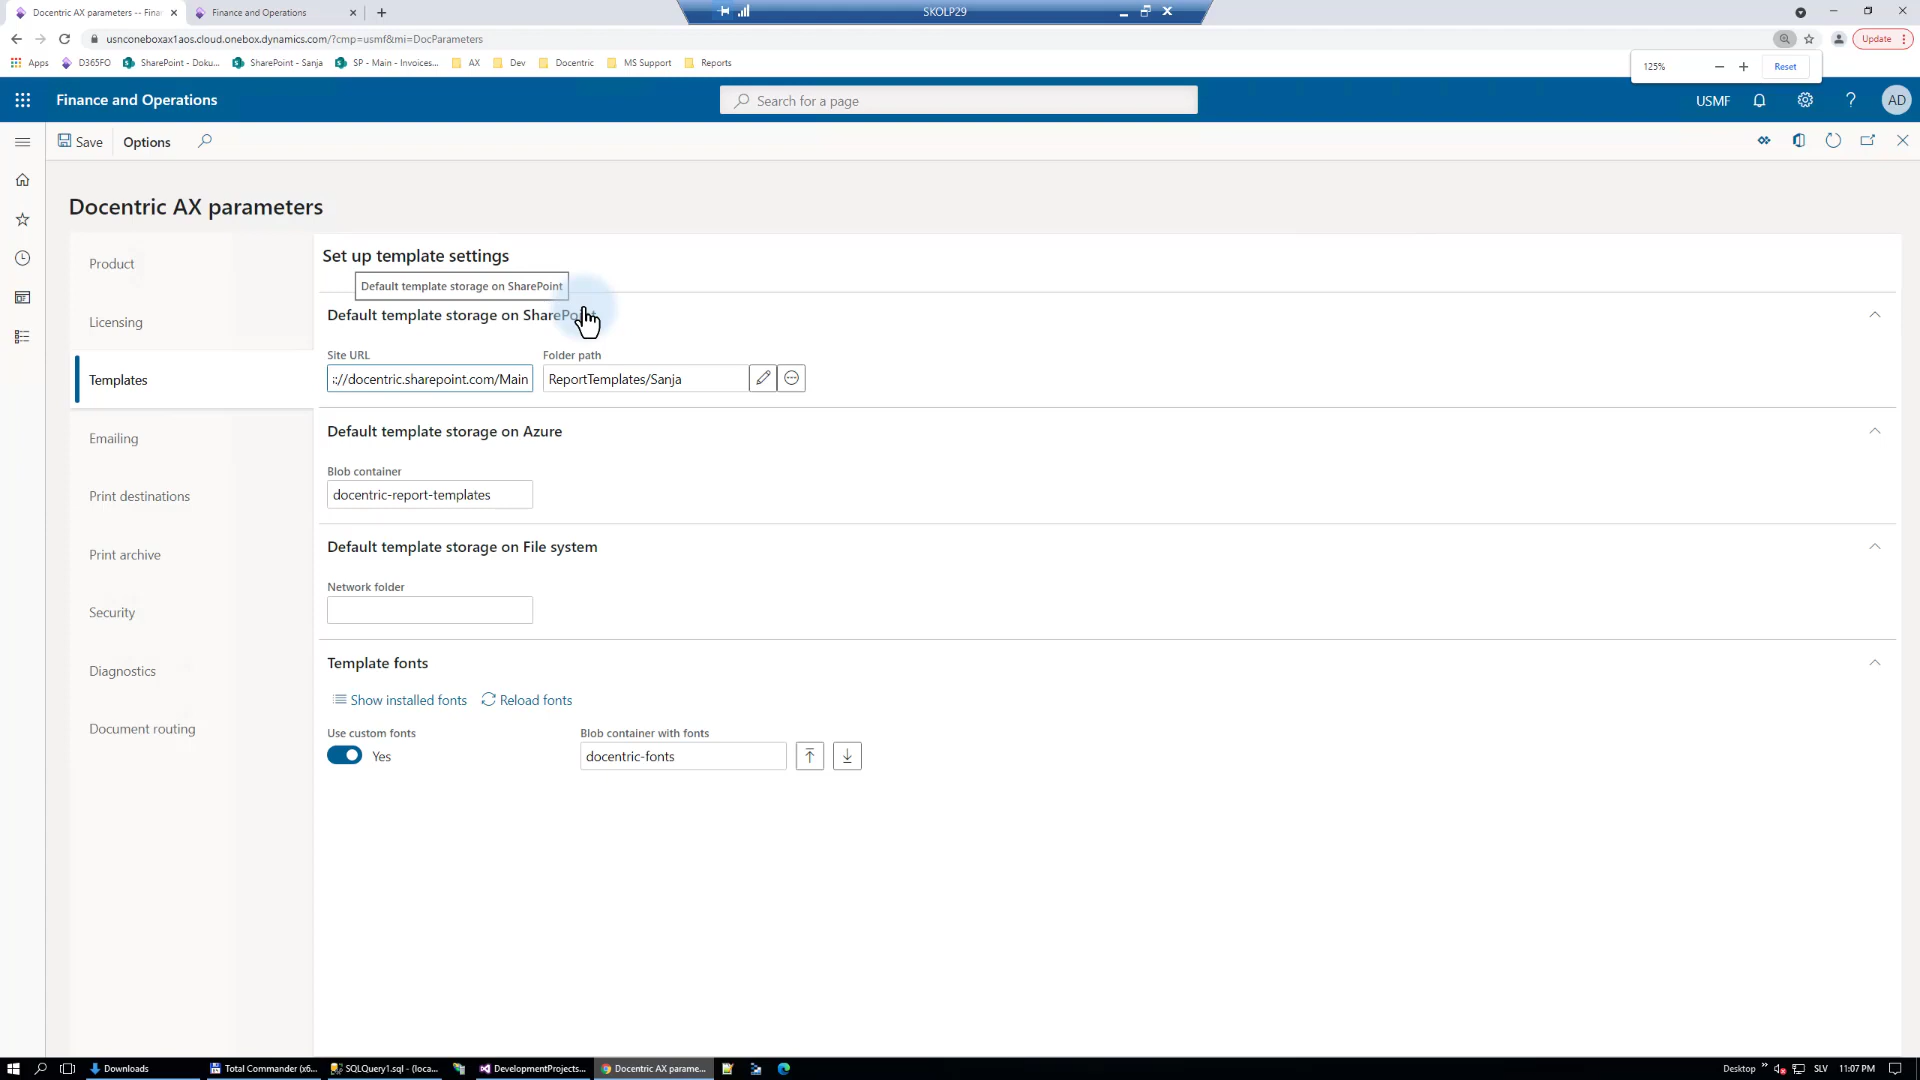 Docentric AX parameters -- Fina
Finance and Operations
SKOLP29
usnconeboxax1aos.cloud.onebox.dynamics.com/?cmp=usmf&mi=DocParameters
Update
Apps
D365FO
SharePoint - Doku...
SharePoint - Sanja
SP - Main - Invoices...
AX
Dev
Docentric
MS Support
Reports
125%
Reset
Finance and Operations
Search for a page
USMF
AD
Save
Options
Docentric AX parameters
Product
Licensing
Templates
Emailing
Print destinations
Print archive
Security
Diagnostics
Document routing
Set up template settings
Default template storage on SharePoint
Default template storage on SharePoint
Site URL
Folder path
://docentric.sharepoint.com/Main
ReportTemplates/Sanja
Default template storage on Azure
Blob container
docentric-report-templates
Default template storage on File system
Network folder
Template fonts
Show installed fonts
Reload fonts
Use custom fonts
Yes
Blob container with fonts
docentric-fonts
Downloads
Total Commander (x6...
SQLQuery1.sql - (loca...
DevelopmentProjects...
Docentric AX parame...
Desktop
SLV
11:07 PM